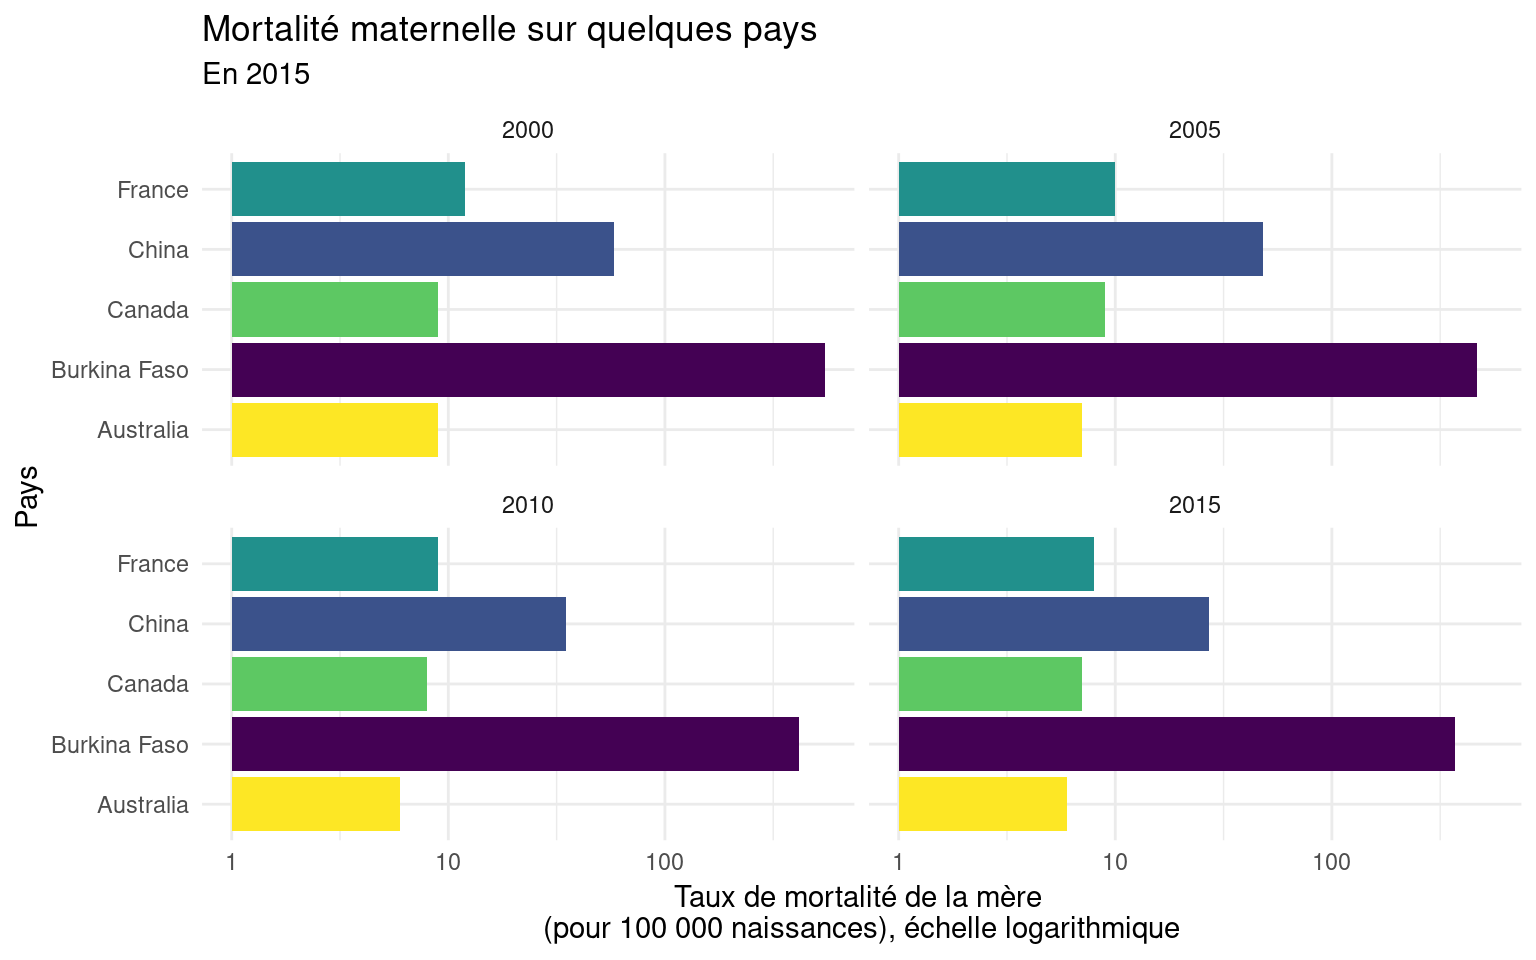 Mortalité maternelle sur quelques pays
En 2015
2000
2005
France
China
Canada
Burkina Faso
Australia
Pays
2010
2015
France
China
Canada
Burkina Faso
Australia
1 10 100
1 10 100
Taux de mortalité de la mère
(pour 100 000 naissances), échelle logarithmique